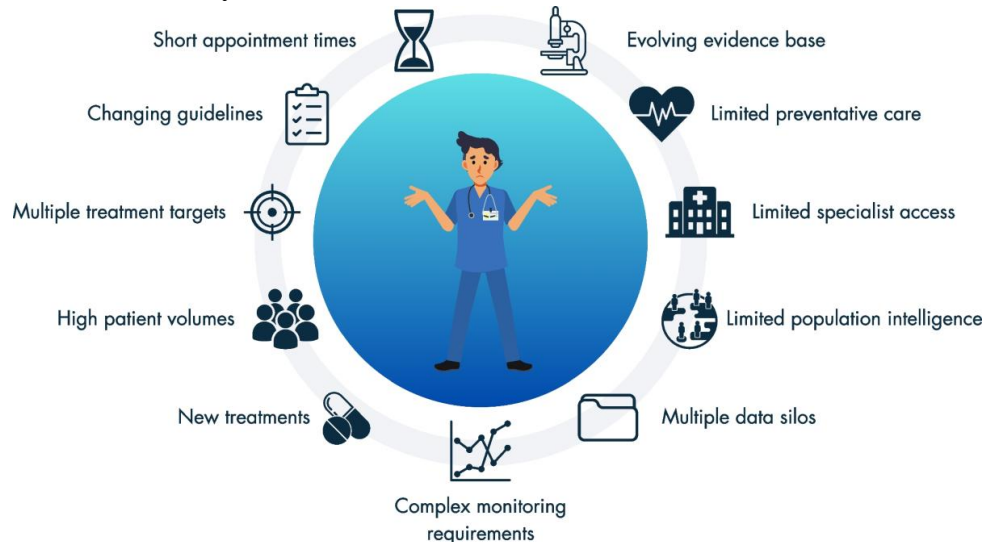 Short appointment times
Evolving evidence base
Changing guidelines
Limited preventative care
Multiple treatment targets
Limited specialist access
High patient volumes
Limited population intelligence
New treatments
Multiple data silos
Complex monitoring
requirements